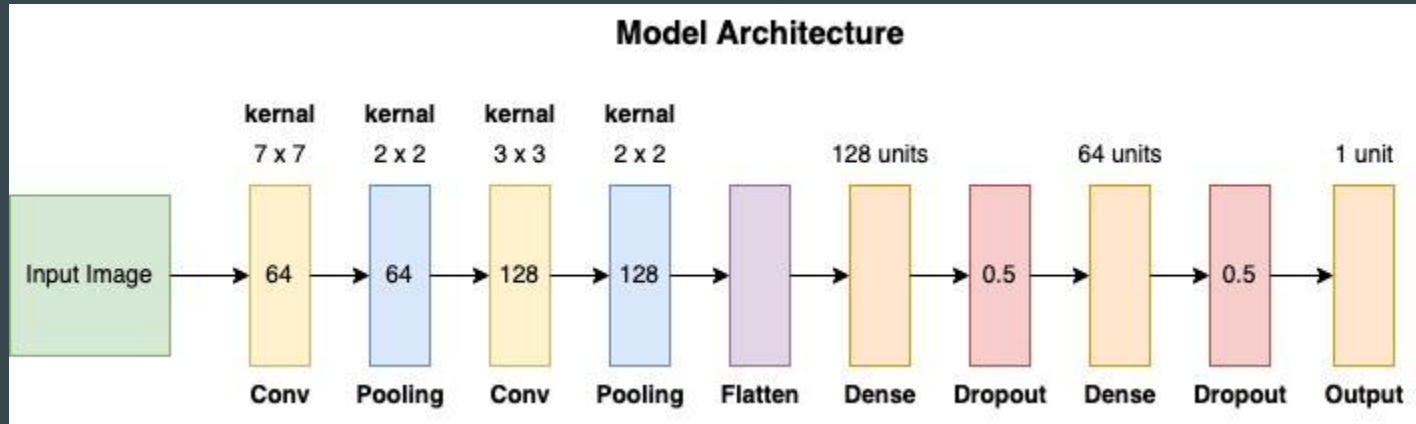 Model Architecture
kernal kernal kernal kernal
7 x 7 2 x 2 3 x 3 2 x 2 128 units 64 units 1 unit
Input Image 64 64 128 128 0.5 0.5
Conv Pooling Conv Pooling Flatten Dense Dropout Dense Dropout Output